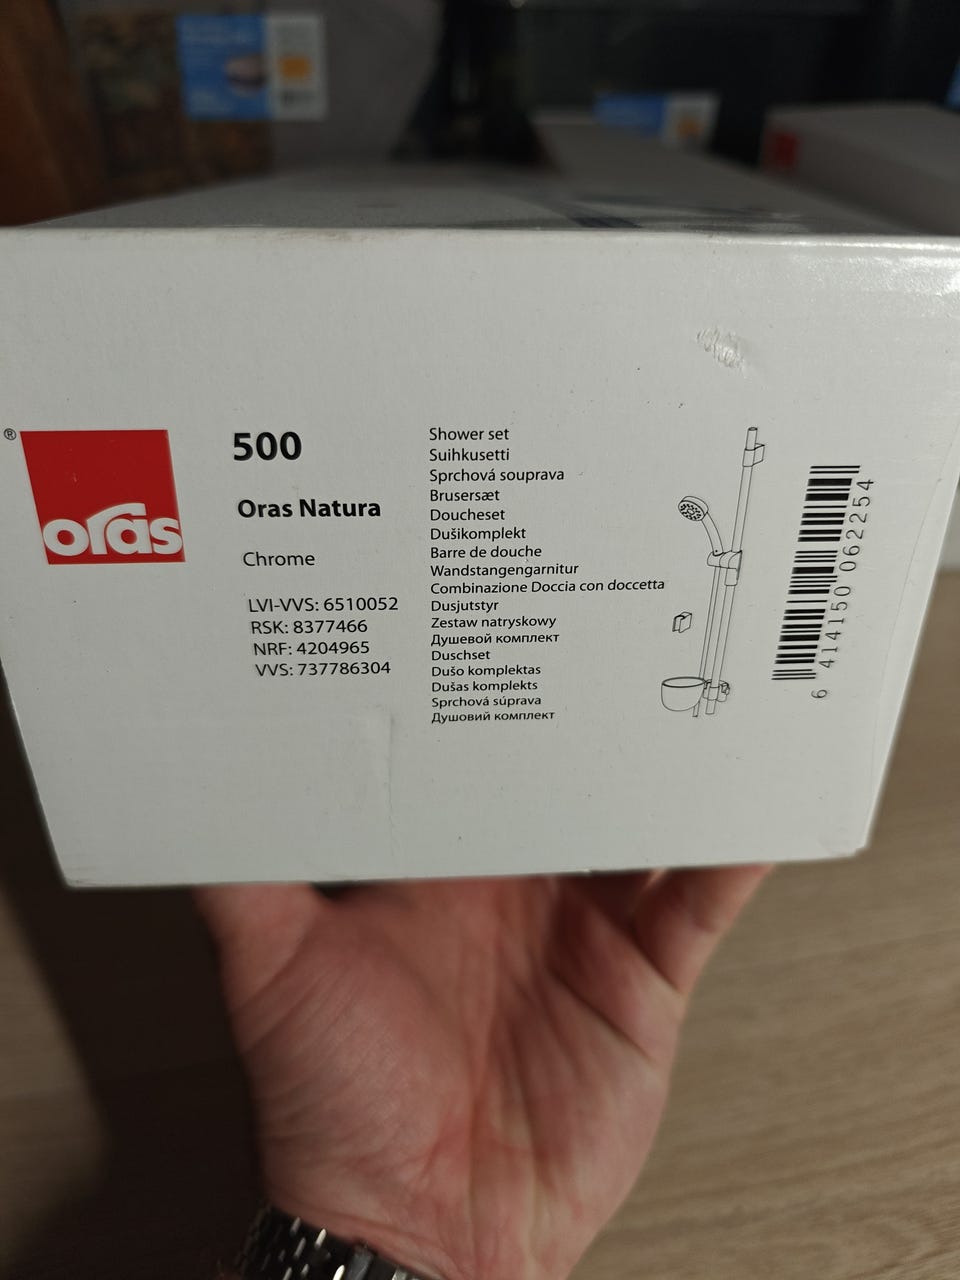 ®
oras
500
Oras Natura
Chrome
LVI-VVS: 6510052
RSK: 8377466
NRF: 4204965
VVS: 737786304
Shower set
Suihkusetti
Sprchová souprava
Brusersæt
Doucheset
Dušikomplekt
Barre de douche
Wandstangengarnitur
Combinazione Doccia con doccetta
Dusjutstyr
Zestaw natryskowy
Душевой комплект
Duschset
Dušo komplektas
Dušas komplekts
Sprchová súprava
Душовий комплект
6 414150 062254